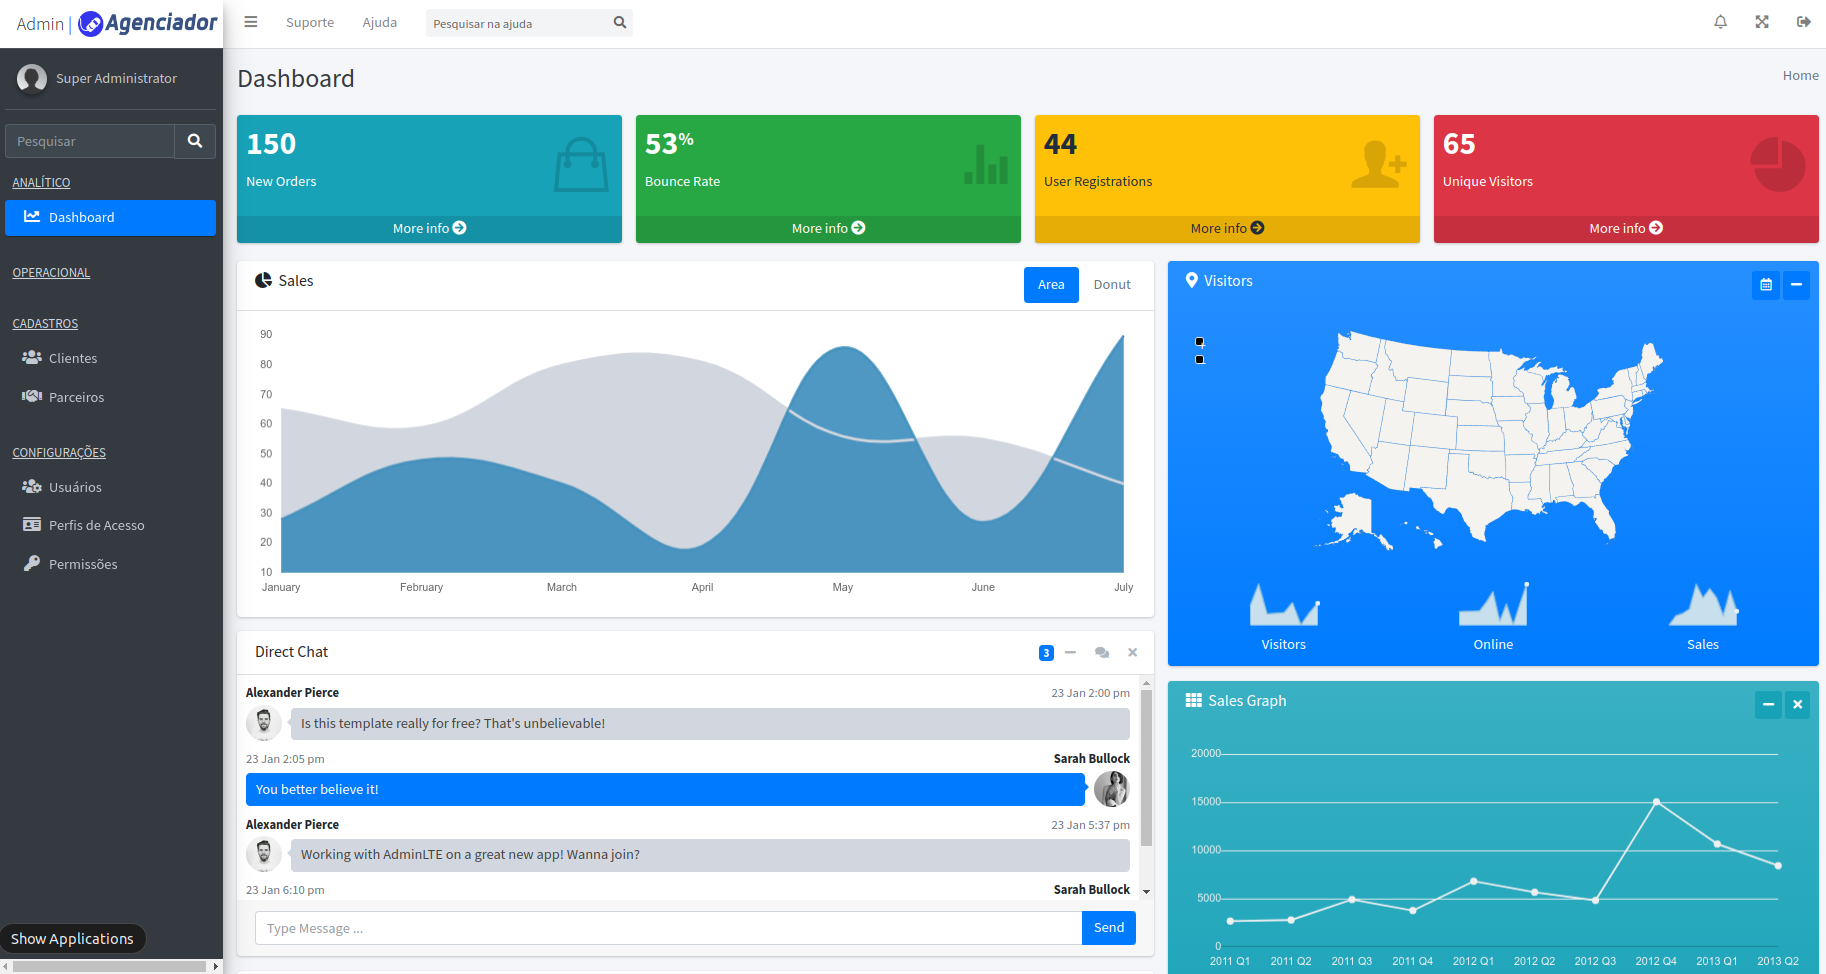 Admin | Agenciador
Suporte
Ajuda
Pesquisar na ajuda
Super Administrator
Pesquisar
ANALÍTICO
Dashboard
OPERACIONAL
CADASTROS
Clientes
Parceiros
CONFIGURAÇÕES
Usuários
Perfis de Acesso
Permissões
Show Applications
Dashboard
Home
150
New Orders
More info
53%
Bounce Rate
More info
44
User Registrations
More info
65
Unique Visitors
More info
Sales
Area
Donut
90
80
70
60
50
40
30
20
10
January February March April May June July
Direct Chat
3
Alexander Pierce 23 Jan 2:00 pm
Is this template really for free? That's unbelievable!
23 Jan 2:05 pm Sarah Bullock
You better believe it!
Alexander Pierce 23 Jan 5:37 pm
Working with AdminLTE on a great new app! Wanna join?
23 Jan 6:10 pm Sarah Bullock
Type Message ...
Send
Visitors
Visitors Online Sales
Sales Graph
20000
15000
10000
5000
0
2011 Q1 2011 Q2 2011 Q3 2011 Q4 2012 Q1 2012 Q2 2012 Q3 2012 Q4 2013 Q1 2013 Q2